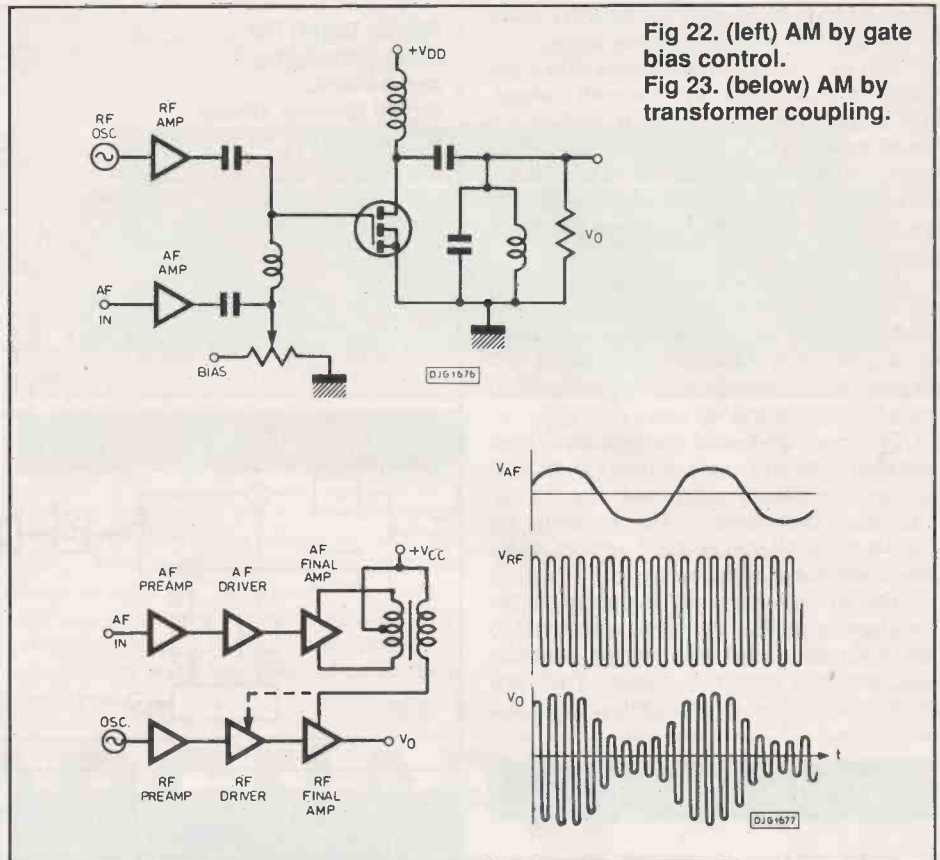 Fig 22. (left) AM by gate
bias control.
Fig 23. (below) AM by
transformer coupling.
+VDD
RF
OSC
RF
AMP
VO
AF
AMP
AF
IN
BIAS
DJG1676
VAF
VRF
VO
t
DJG1677
+VCC
AF
PREAMP
AF
DRIVER
AF
FINAL
AMP
AF
IN
OSC.
VO
RF
PREAMP
RF
DRIVER
RF
FINAL AMP